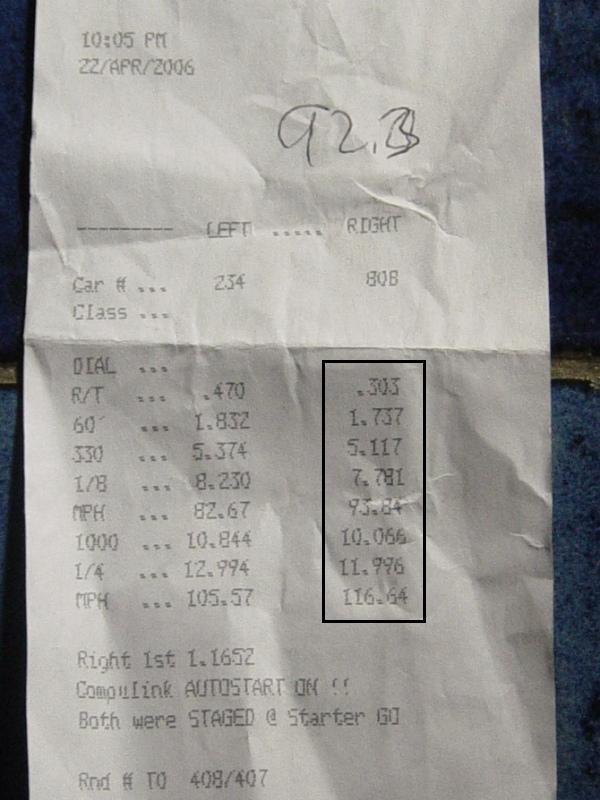 10:05 PM
22/APR/2006
92.B
--------- LEFT ..... RIGHT
Car # ... 234 808
Class ...
DIAL ...
R/T ... .470 .303
60' ... 1.832 1.737
330 ... 5.374 5.117
1/8 ... 8.230 7.781
MPH ... 82.67 93.84
1000 ... 10.844 10.066
1/4 ... 12.994 11.996
MPH ... 105.57 116.64
Right 1st 1.1652
Compulink AUTOSTART ON !!
Both were STAGED @ Starter GO
Rnd # TO 408/407